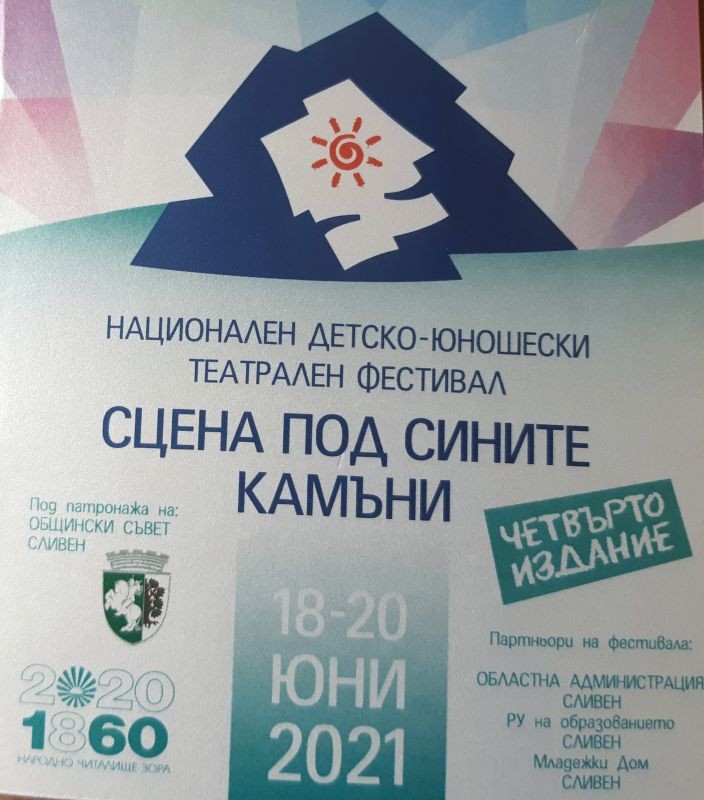 НАЦИОНАЛЕН ДЕТСКО-ЮНОШЕСКИ
ТЕАТРАЛЕН ФЕСТИВАЛ
СЦЕНА ПОД СИНИТЕ
КАМЪНИ
Под патронажа на:
ОБЩИНСКИ СЪВЕТ
СЛИВЕН
ЧЕТВЪРТО
ИЗДАНИЕ
18-20
ЮНИ
2021
2020
1860
НАРОДНО ЧИТАЛИЩЕ ЗОРА
Партньори на фестивала:
ОБЛАСТНА АДМИНИСТРАЦИЯ
СЛИВЕН
РУ на образованието
СЛИВЕН
Младежки Дом
СЛИВЕН